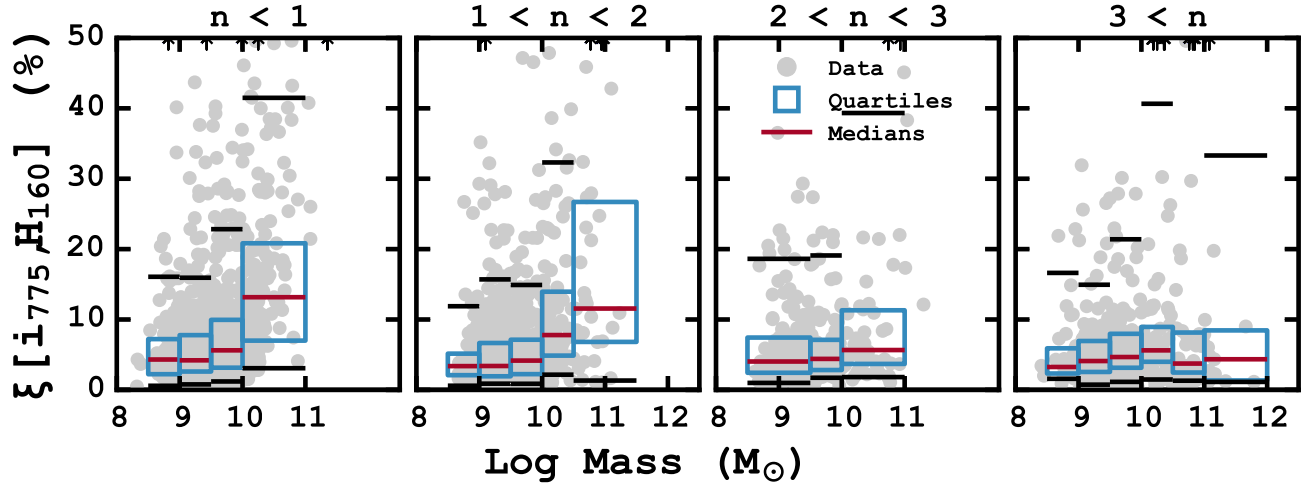 n < 1 1 < n < 2 2 < n < 3 3 < n
ξ [i775,H160] (%)
50
40
30
20
10
0
Data
Quartiles
Medians
8 9 10 11 8 9 10 11 12 8 9 10 11 8 9 10 11 12
Log Mass (M⊙)